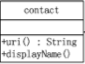 contact
+uri() : String
+displayName()